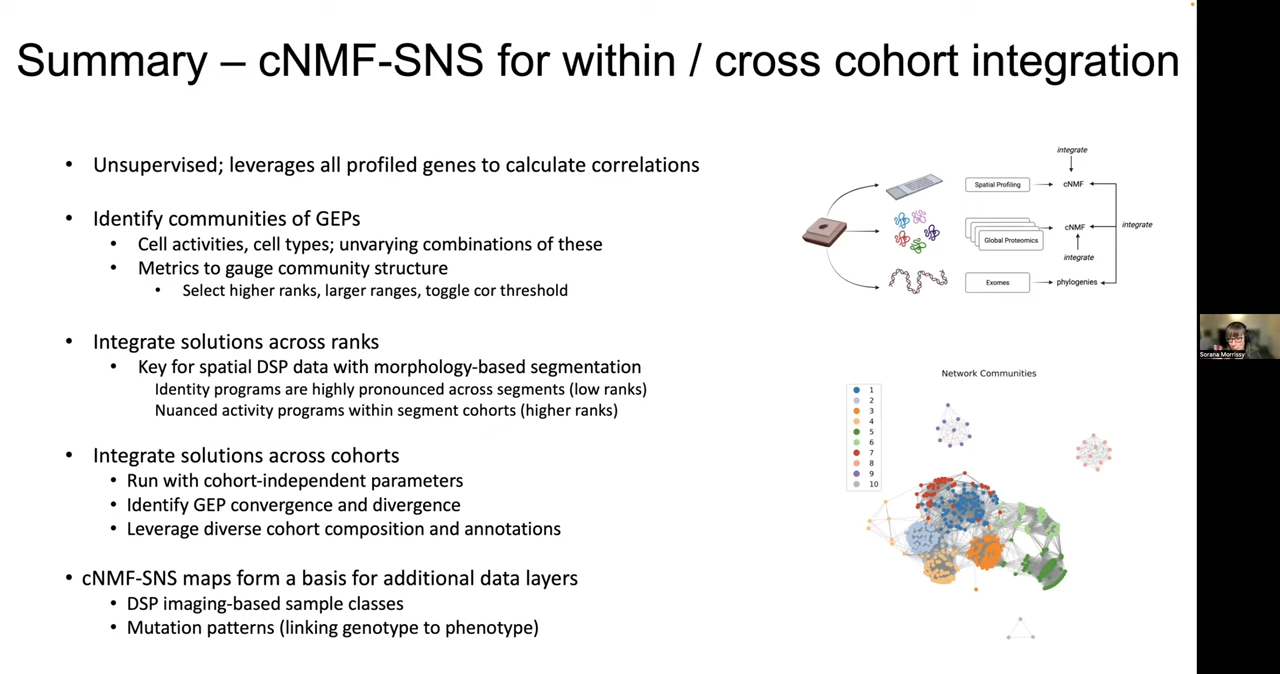 Summary – cNMF-SNS for within / cross cohort integration
• Unsupervised; leverages all profiled genes to calculate correlations
• Identify communities of GEPs
• Cell activities, cell types; unvarying combinations of these
• Metrics to gauge community structure
• Select higher ranks, larger ranges, toggle cor threshold
• Integrate solutions across ranks
• Key for spatial DSP data with morphology-based segmentation
Identity programs are highly pronounced across segments (low ranks)
Nuanced activity programs within segment cohorts (higher ranks)
• Integrate solutions across cohorts
• Run with cohort-independent parameters
• Identify GEP convergence and divergence
• Leverage diverse cohort composition and annotations
• cNMF-SNS maps form a basis for additional data layers
• DSP imaging-based sample classes
• Mutation patterns (linking genotype to phenotype)
integrate
Spatial Profiling
cNMF
Global Proteomics
cNMF
integrate
integrate
Exomes
phylogenies
Network Communities
1
2
3
4
5
6
7
8
9
10
Sorana Morrissy